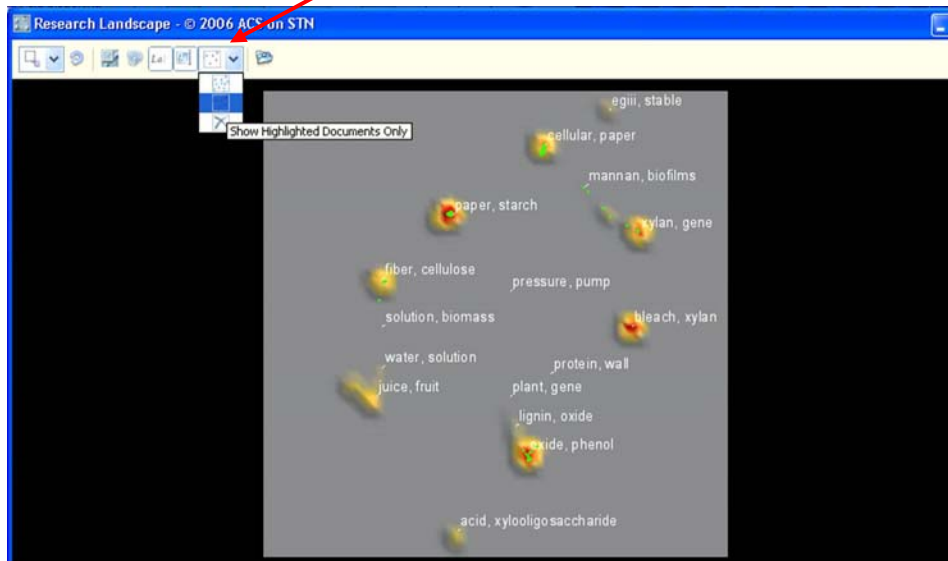 Research Landscape - © 2006 ACS on STN
La
Show Highlighted Documents Only
egiii, stable
cellular, paper
mannan, biofilms
paper, starch
xylan, gene
fiber, cellulose
pressure, pump
solution, biomass
bleach, xylan
water, solution
protein, wall
juice, fruit
plant, gene
lignin, oxide
oxide, phenol
acid, xylooligosaccharide